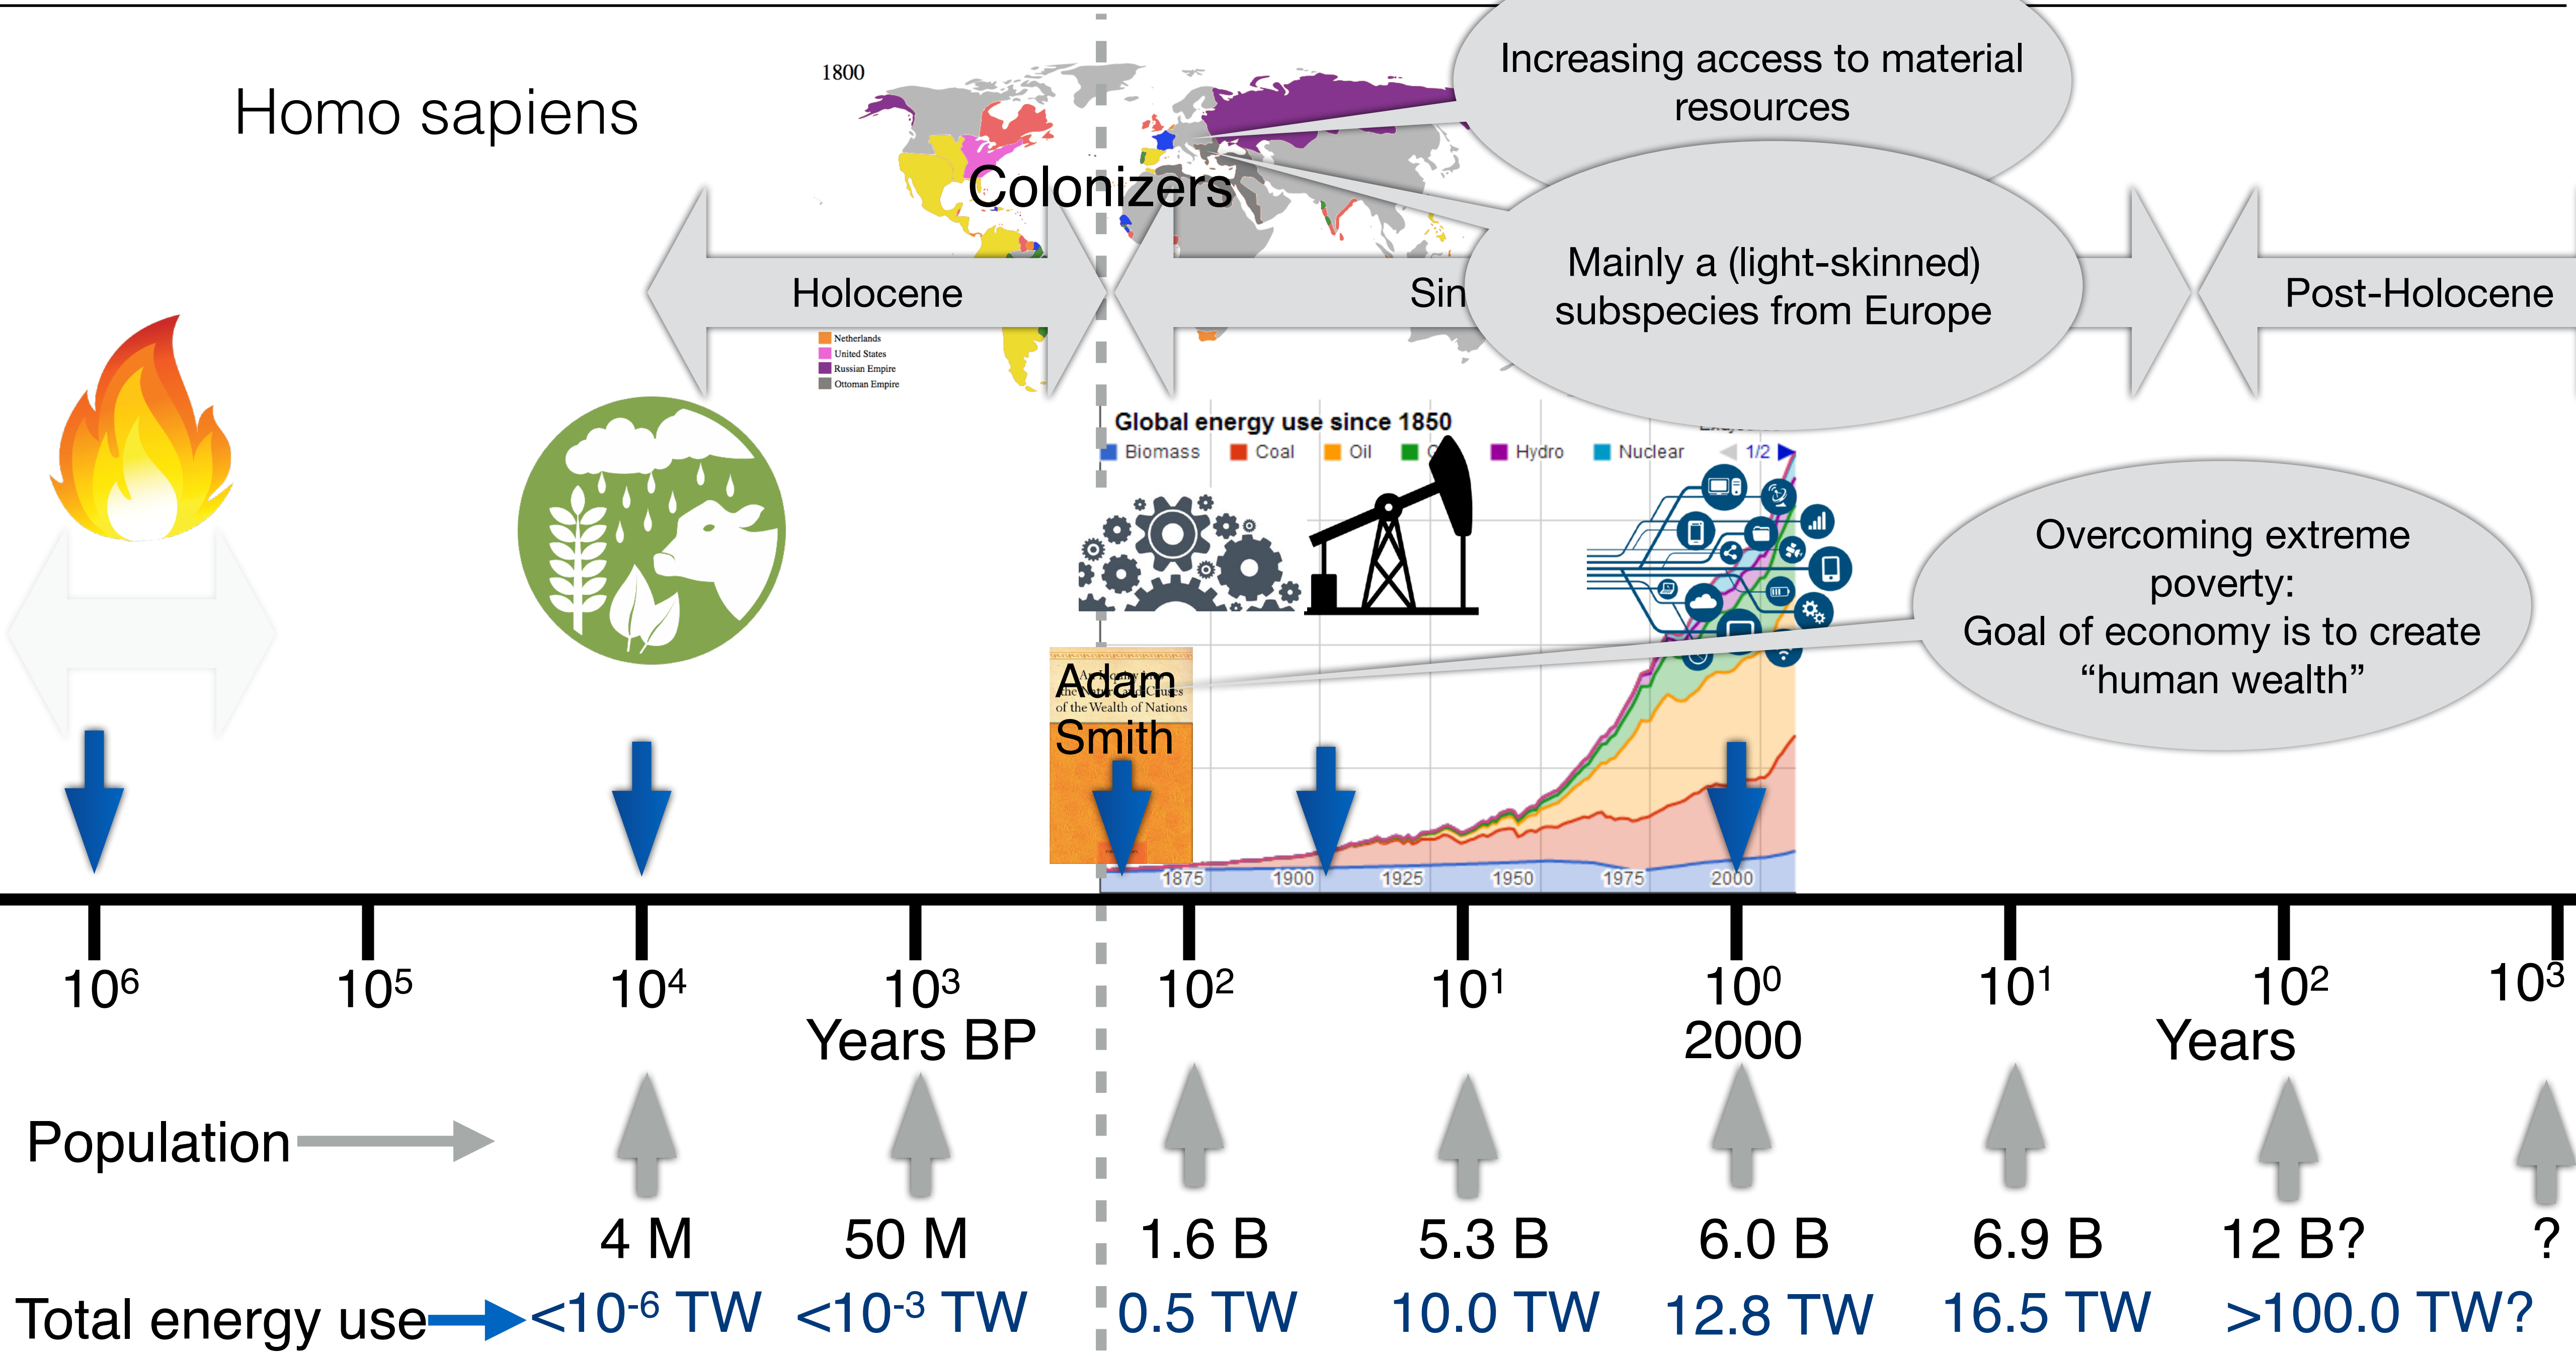 Increasing access to material
resources
1800
Homo sapiens
Colonizers
Mainly a (light-skinned)
subspecies from Europe
Holocene
Sin
Post-Holocene
Netherlands
United States
Russian Empire
Ottoman Empire
Global energy use since 1850
Biomass
Coal
Oil
Hydro
Nuclear
1/2
Overcoming extreme
poverty:
Goal of economy is to create
“human wealth”
Adam
Smith
the Nature and Causes
of the Wealth of Nations
1875
1900
1925
1950
1975
2000
10⁶
10⁵
10⁴
10³
10²
10¹
10⁰
10¹
10²
10³
Years BP
2000
Years
Population
4 M
50 M
1.6 B
5.3 B
6.0 B
6.9 B
12 B?
?
Total energy use
<10⁻⁶ TW
<10⁻³ TW
0.5 TW
10.0 TW
12.8 TW
16.5 TW
>100.0 TW?